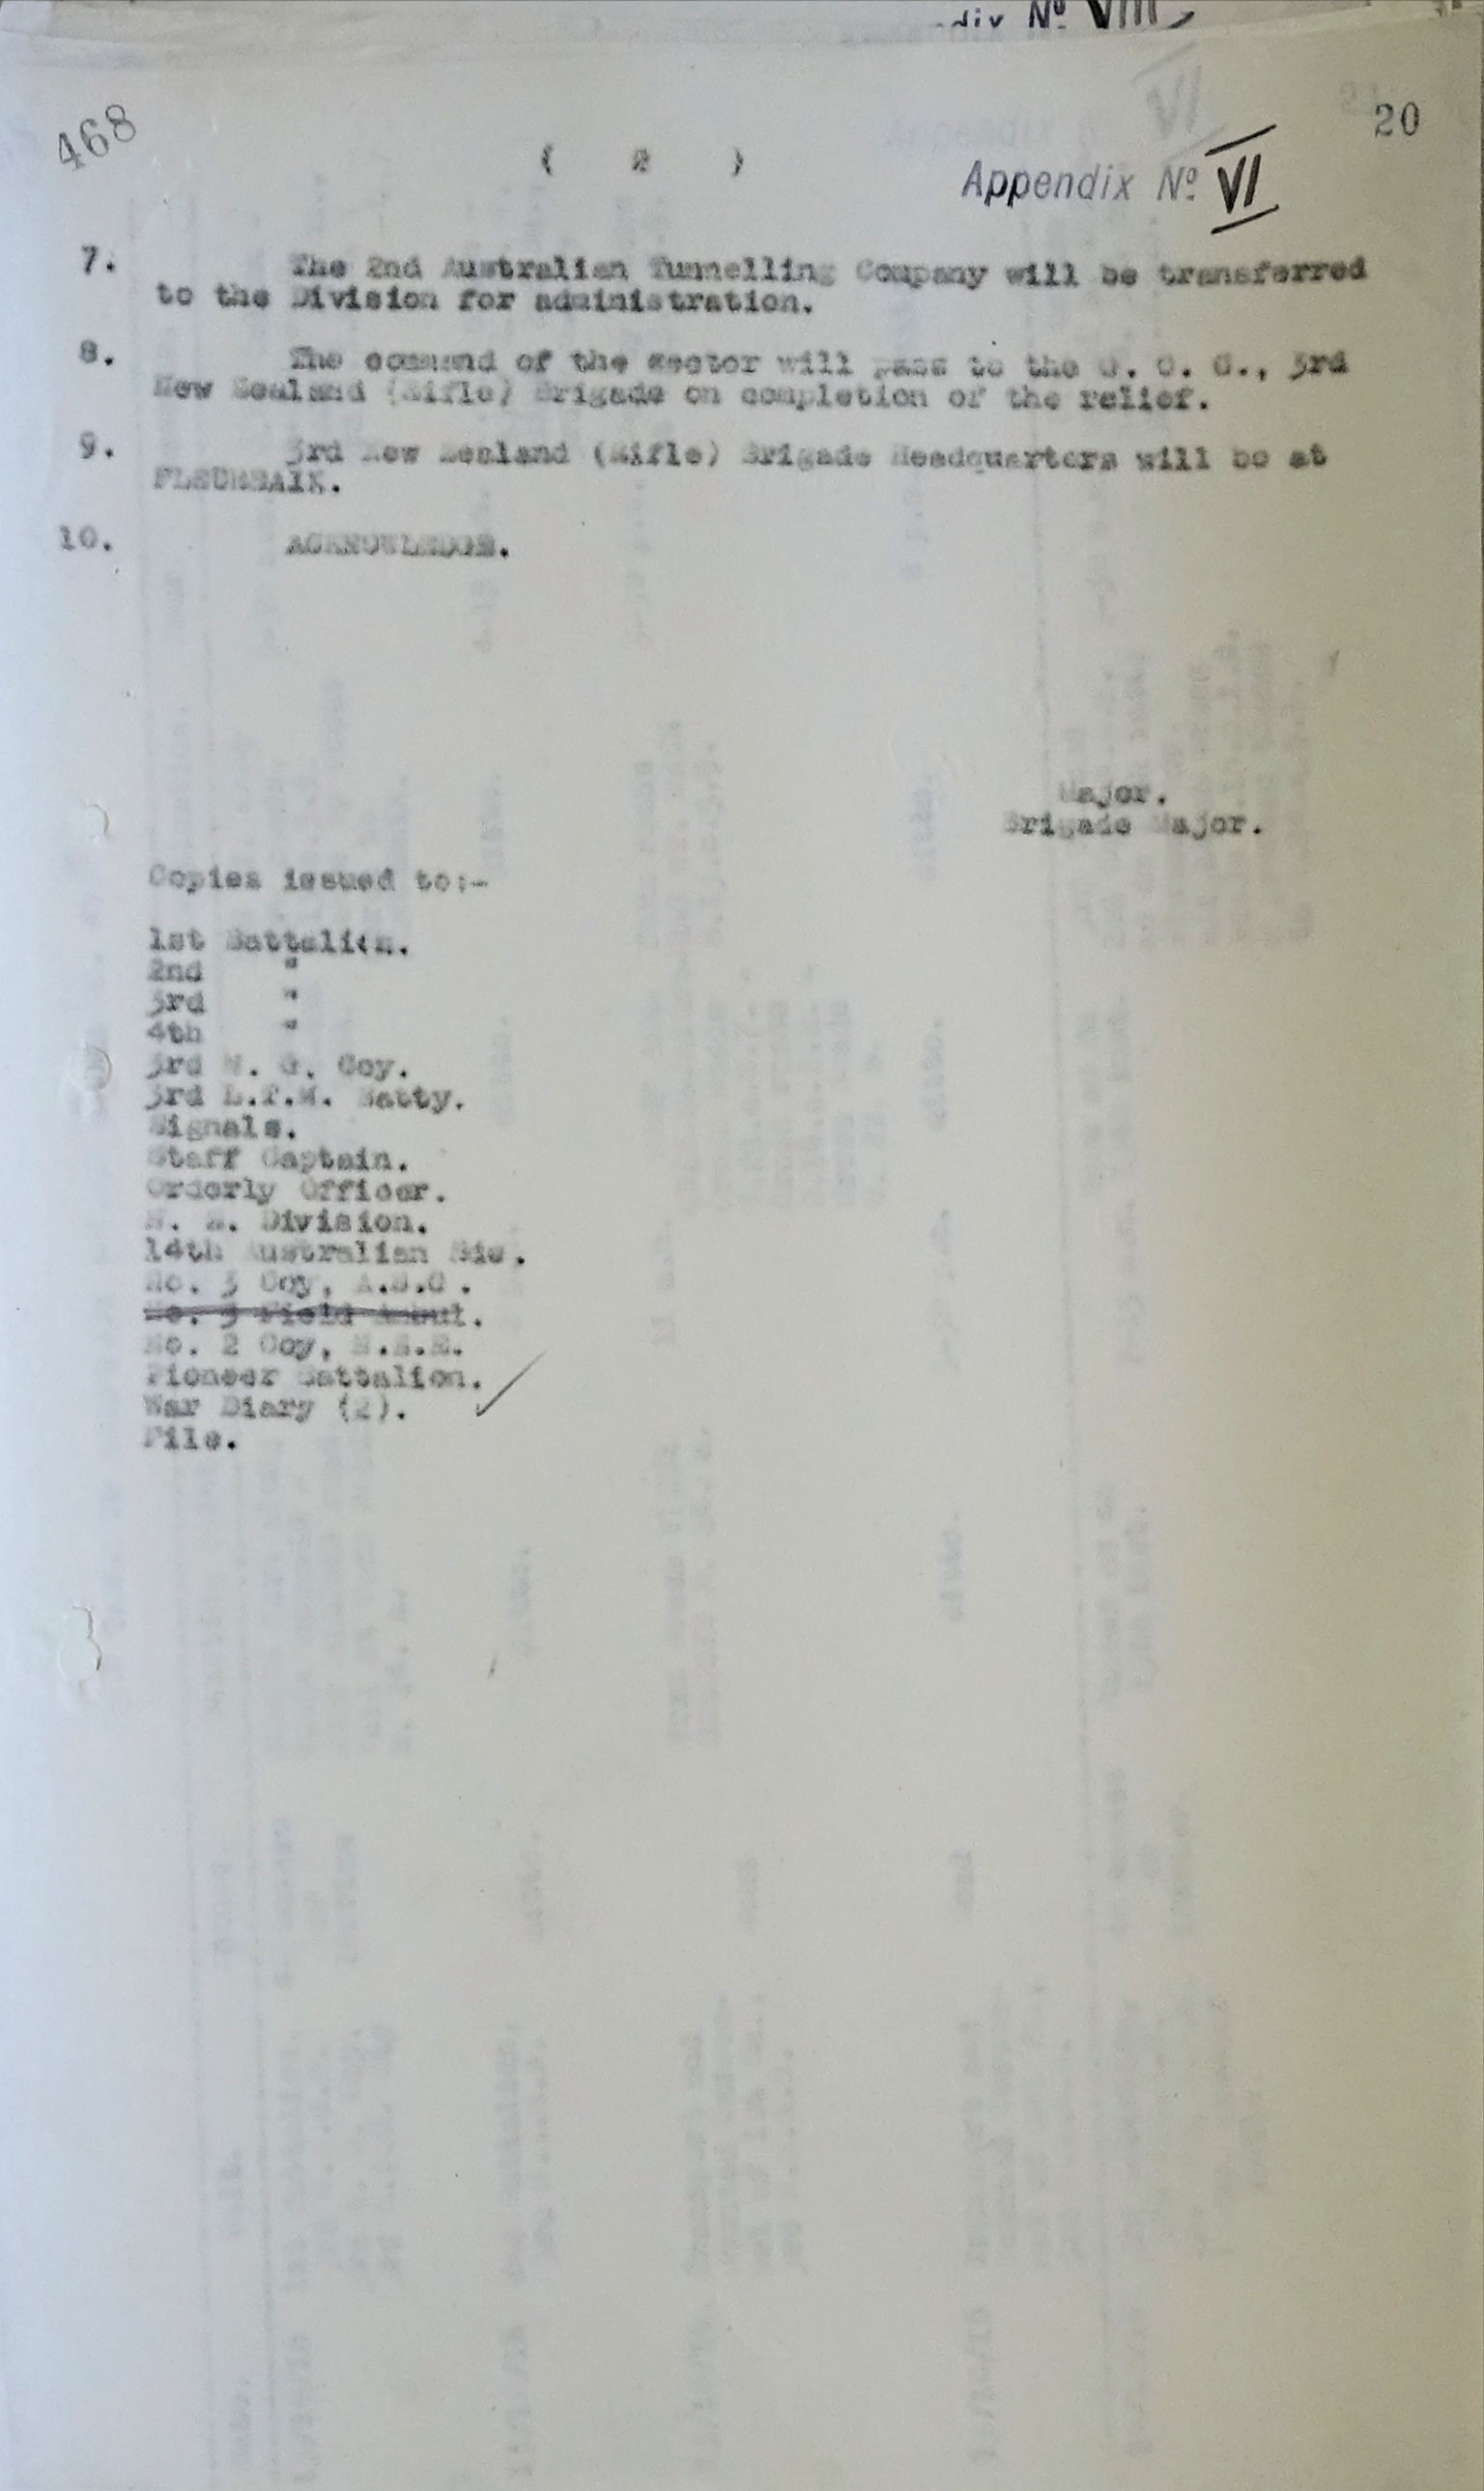 Nº VIII
468
20
( 2 )
Appendix Nº VI
7. The 2nd Australian Tunnelling Company will be transferred
to the Division for administration.
8. The command of the sector will pass to the G. O. C., 3rd
New Zealand (Rifle) Brigade on completion of the relief.
9. 3rd New Zealand (Rifle) Brigade Headquarters will be at
FLEURBAIX.
10. ACKNOWLEDGE.
Major.
Brigade Major.
Copies issued to:-
1st Battalion.
2nd "
3rd "
4th "
3rd M. G. Coy.
3rd L.T.M. Batty.
Signals.
Staff Captain.
Orderly Officer.
N. Z. Division.
14th Australian Bde.
No. 3 Coy, A.S.C.
No. 3 Field Ambul.
No. 2 Coy, N.Z.E.
Pioneer Battalion.
War Diary (2).
File.